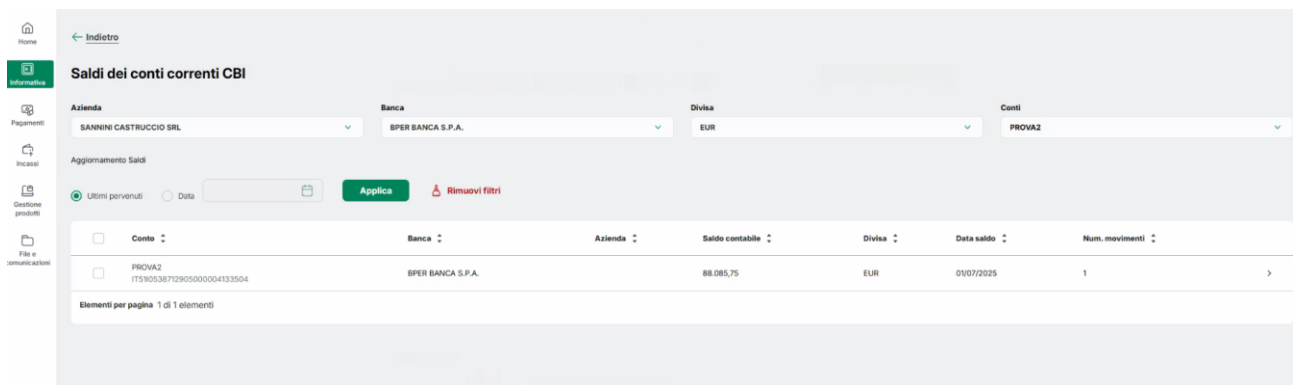 Home
Informativa
Pagamenti
Incassi
Gestione
prodotti
File e
comunicazioni
Indietro
Saldi dei conti correnti CBI
Azienda Banca Divisa Conti
SANNINI CASTRUCCIO SRL BPER BANCA S.P.A. EUR PROVA2
Aggiornamento Saldi
Ultimi pervenuti Data Applica Rimuovi filtri
Conto Banca Azienda Saldo contabile Divisa Data saldo Num. movimenti
PROVA2 BPER BANCA S.P.A. 88.085,75 EUR 01/07/2025 1
Elementi per pagina 1 di 1 elementi